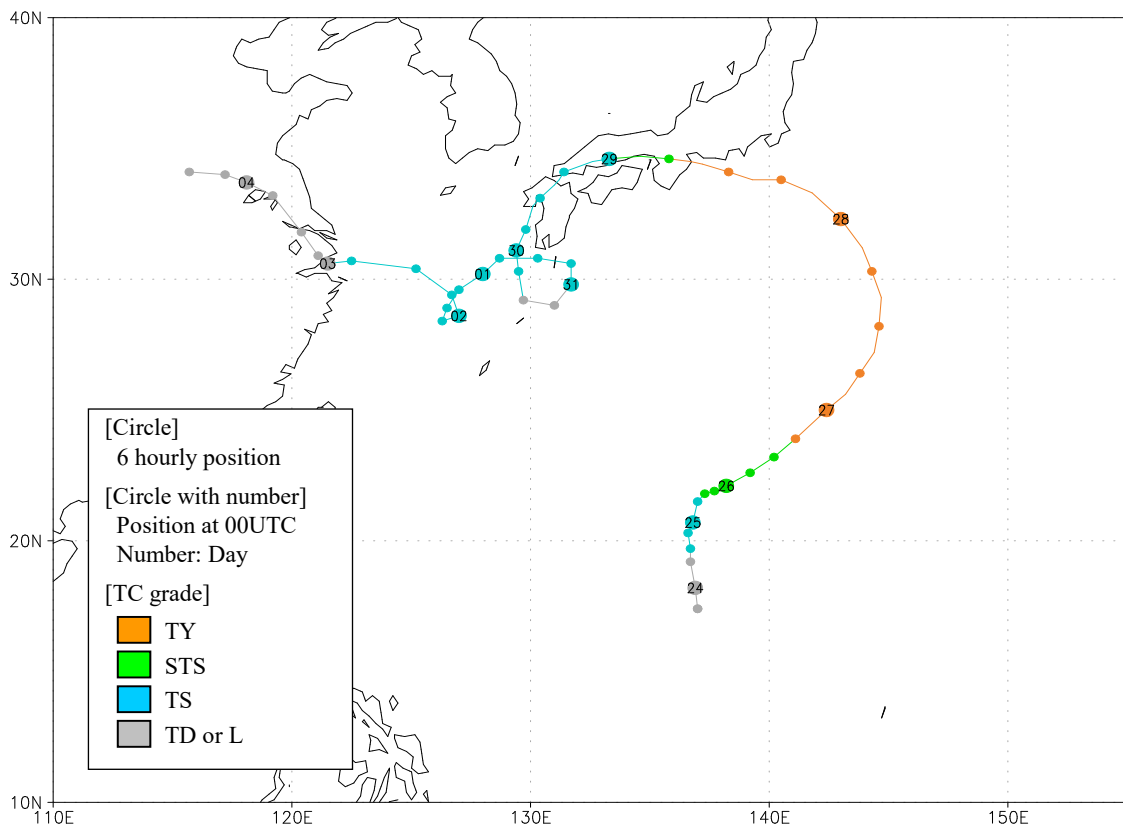 40N
30N
20N
10N
110E
120E
130E
140E
150E
04
03
02
01
30
31
29
28
27
26
25
24
[Circle]
6 hourly position
[Circle with number]
Position at 00UTC
Number: Day
[TC grade]
TY
STS
TS
TD or L